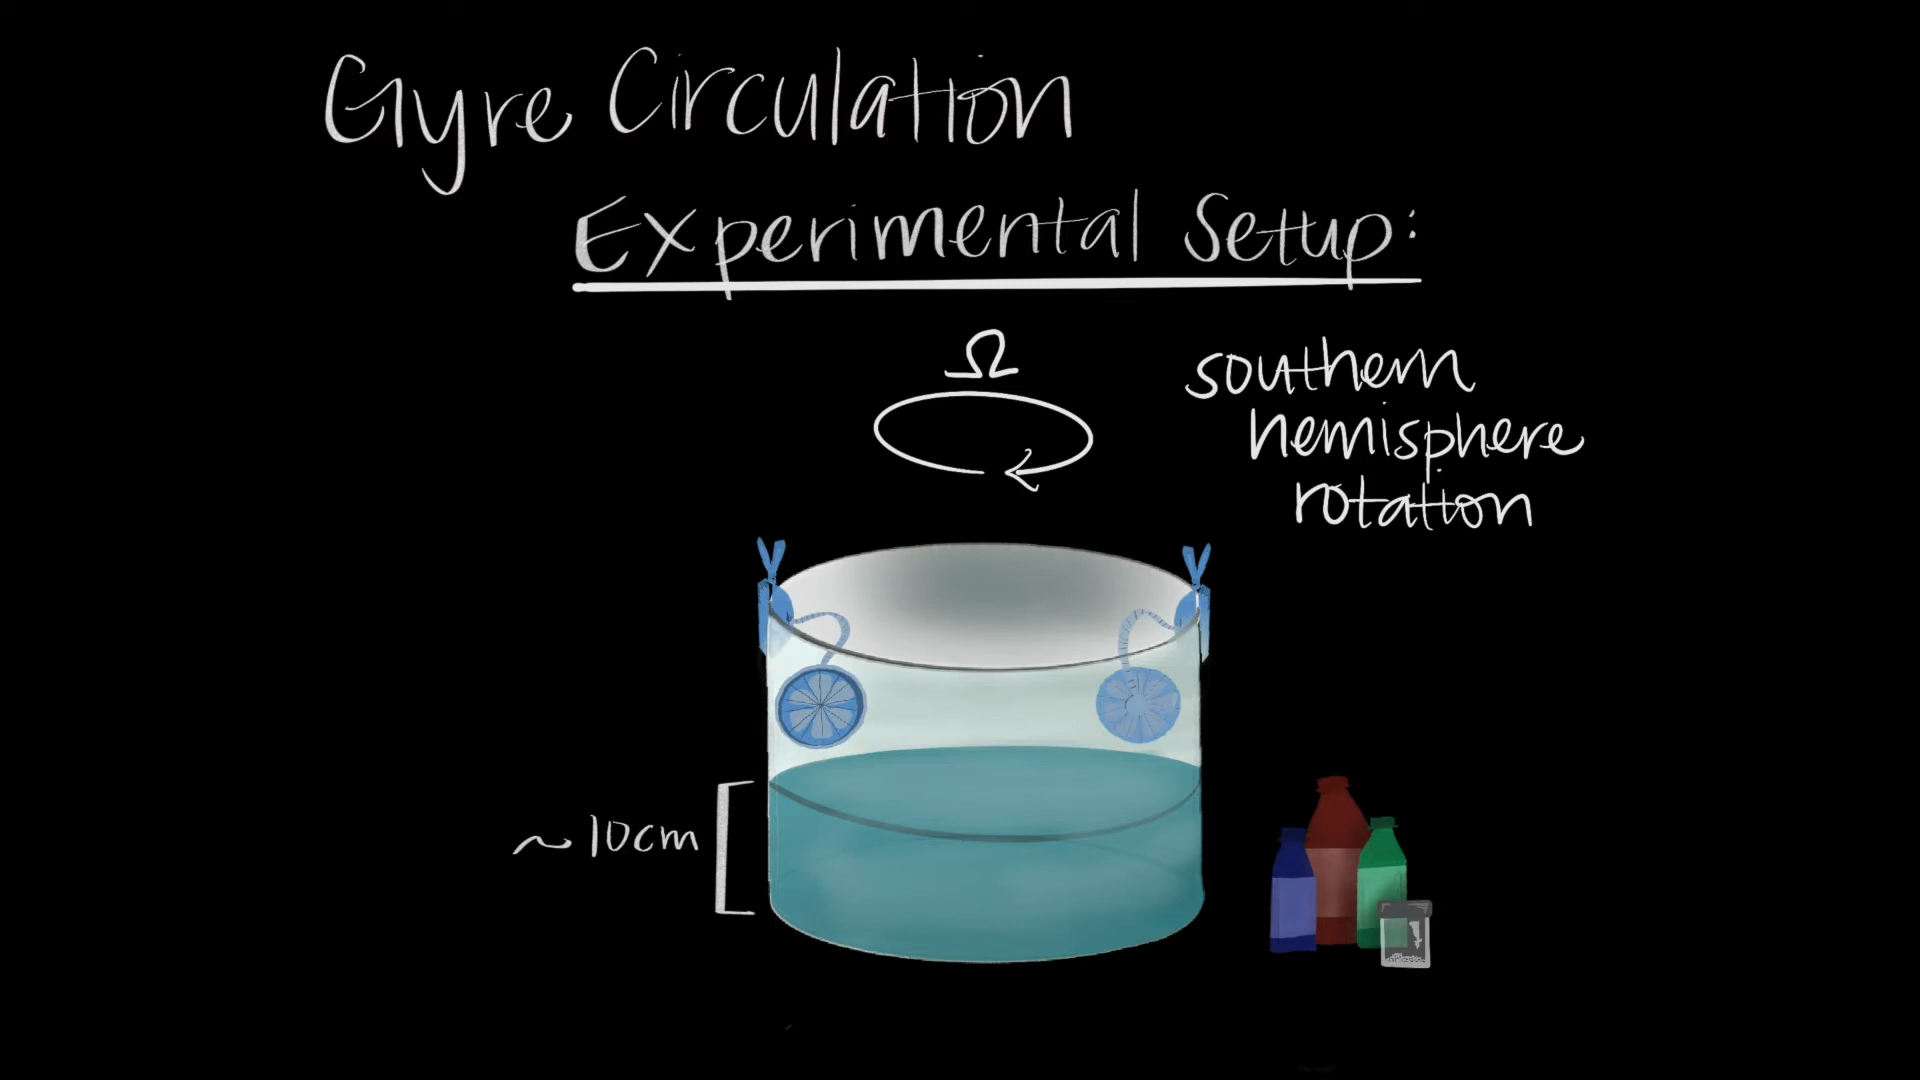 Gyre Circulation
Experimental Setup:
Ω
southern
hemisphere
rotation
~10cm